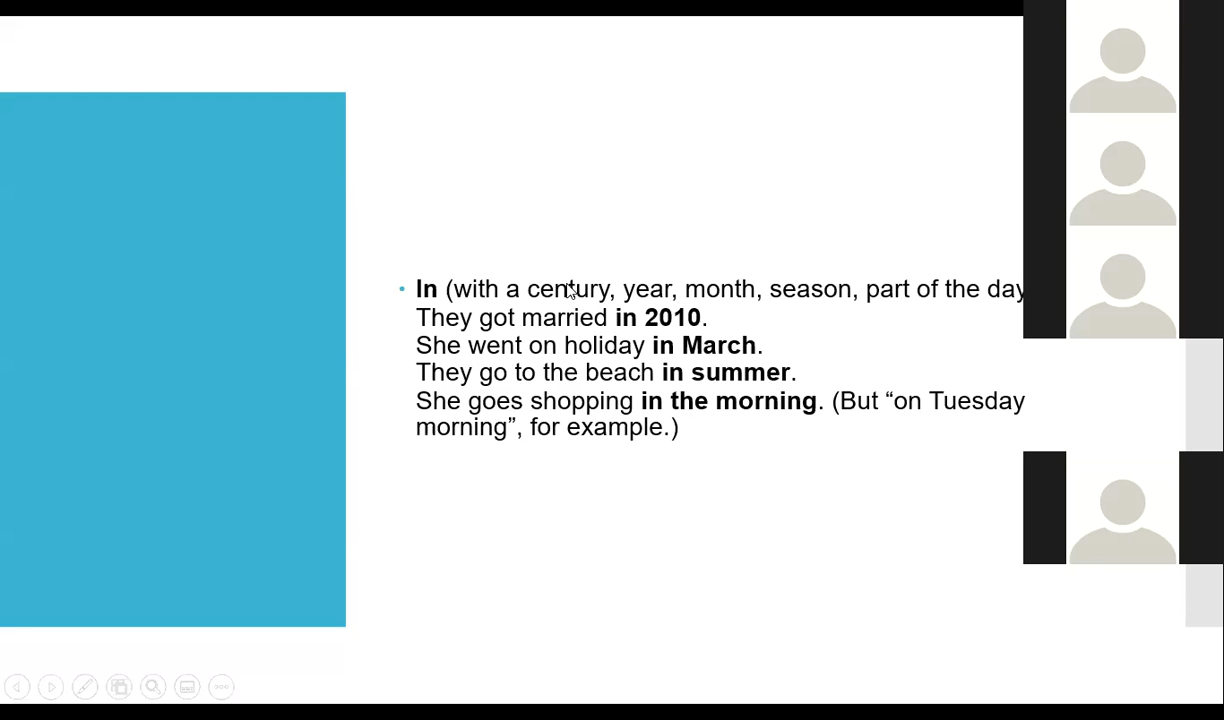 • In (with a century, year, month, season, part of the day
They got married in 2010.
She went on holiday in March.
They go to the beach in summer.
She goes shopping in the morning. (But “on Tuesday
morning”, for example.)